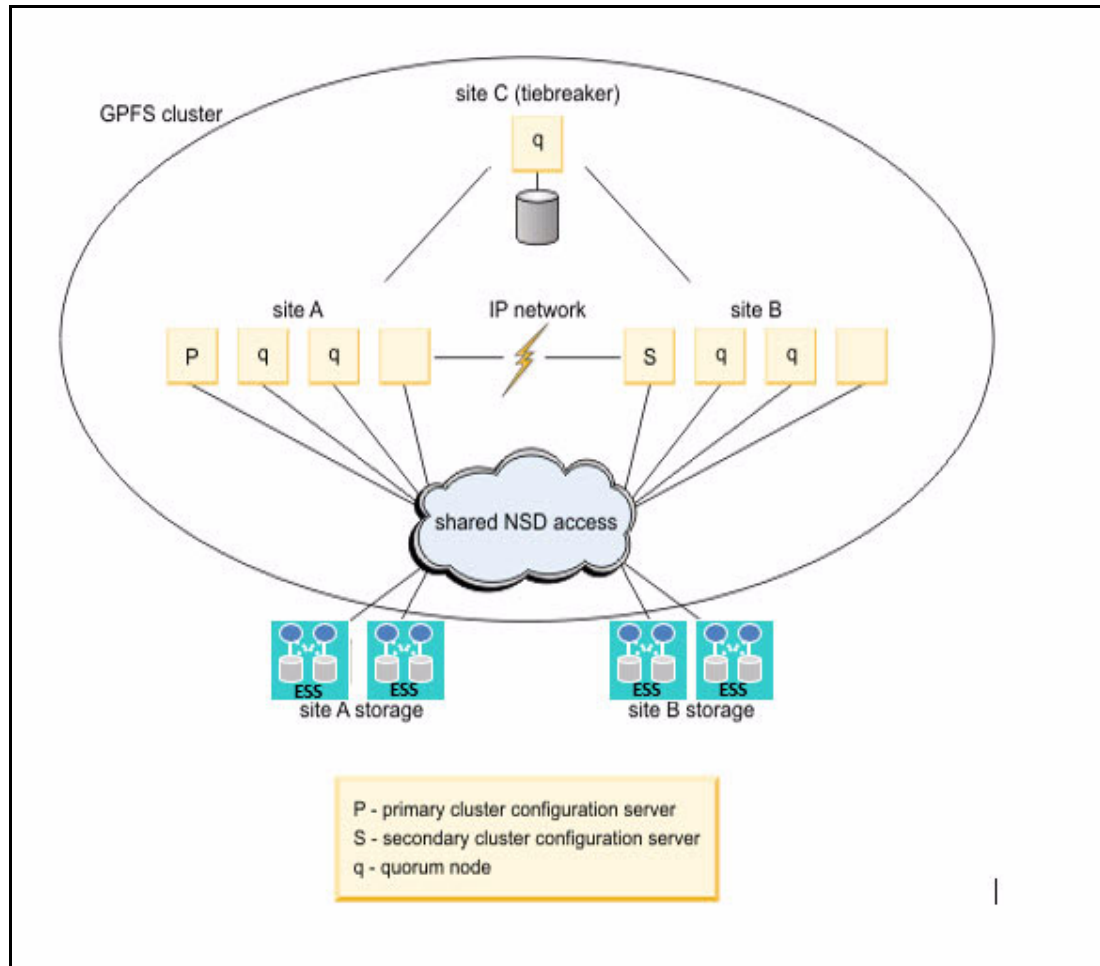 site C (tiebreaker)
GPFS cluster
q
site A
IP network
site B
P
q
q
S
q
q
shared NSD access
ESS
ESS
ESS
ESS
site A storage
site B storage
P - primary cluster configuration server
S - secondary cluster configuration server
q - quorum node